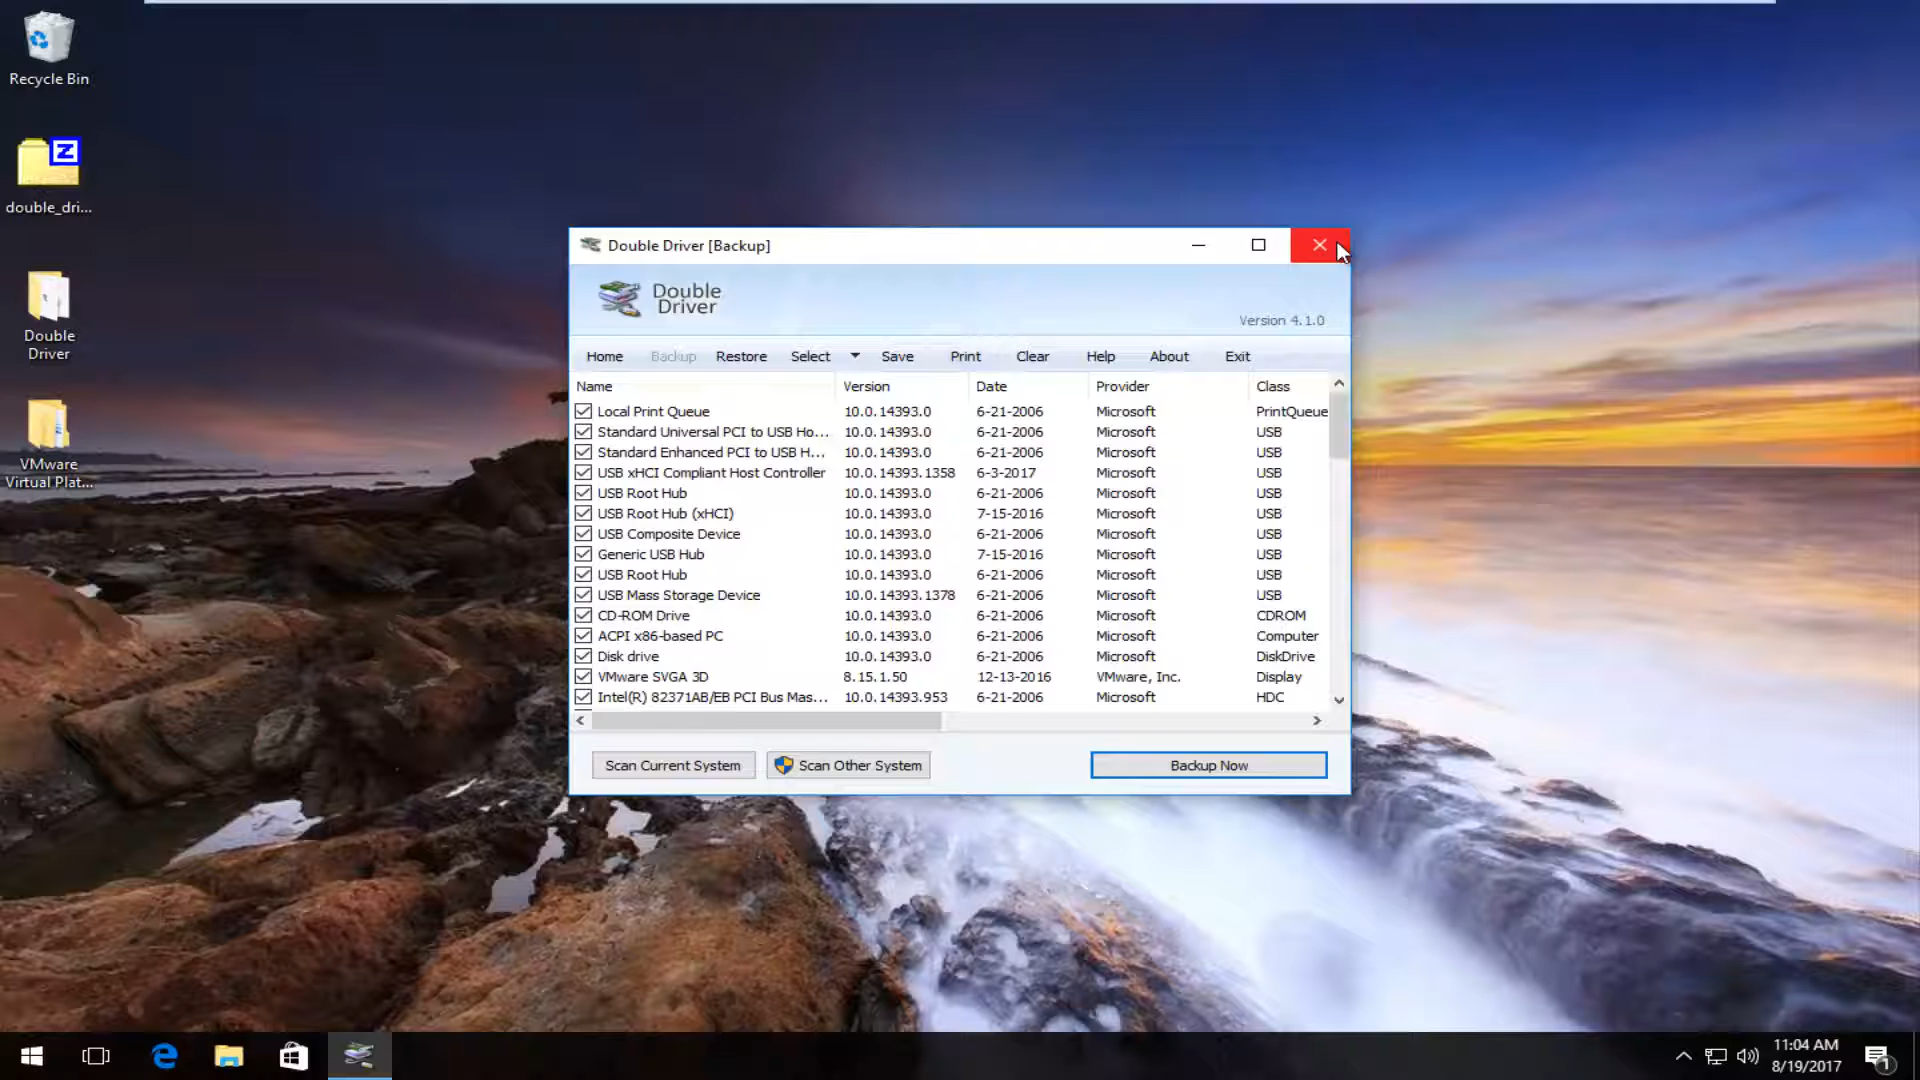 Recycle Bin
double_dri...
Double
Driver
VMware
Virtual Plat...
Double Driver [Backup]
Double
Driver
Version 4.1.0
Home Backup Restore Select Save Print Clear Help About Exit
Name Version Date Provider Class
Local Print Queue 10.0.14393.0 6-21-2006 Microsoft PrintQueue
Standard Universal PCI to USB Ho... 10.0.14393.0 6-21-2006 Microsoft USB
Standard Enhanced PCI to USB H... 10.0.14393.0 6-21-2006 Microsoft USB
USB xHCI Compliant Host Controller 10.0.14393.1358 6-3-2017 Microsoft USB
USB Root Hub 10.0.14393.0 6-21-2006 Microsoft USB
USB Root Hub (xHCI) 10.0.14393.0 7-15-2016 Microsoft USB
USB Composite Device 10.0.14393.0 6-21-2006 Microsoft USB
Generic USB Hub 10.0.14393.0 7-15-2016 Microsoft USB
USB Root Hub 10.0.14393.0 6-21-2006 Microsoft USB
USB Mass Storage Device 10.0.14393.1378 6-21-2006 Microsoft USB
CD-ROM Drive 10.0.14393.0 6-21-2006 Microsoft CDROM
ACPI x86-based PC 10.0.14393.0 6-21-2006 Microsoft Computer
Disk drive 10.0.14393.0 6-21-2006 Microsoft DiskDrive
VMware SVGA 3D 8.15.1.50 12-13-2016 VMware, Inc. Display
Intel(R) 82371AB/EB PCI Bus Mas... 10.0.14393.953 6-21-2006 Microsoft HDC
Scan Current System Scan Other System Backup Now
11:04 AM
8/19/2017
1